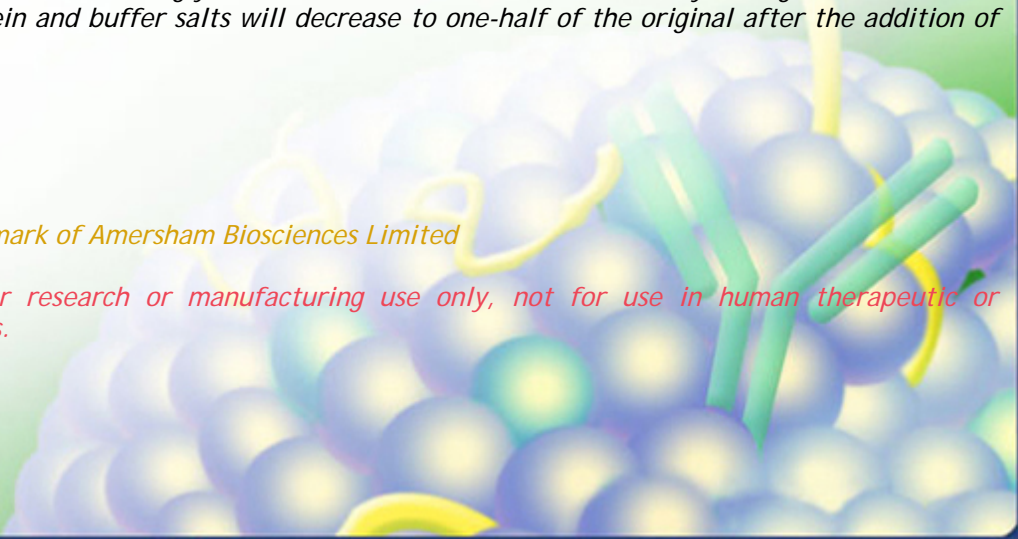 ein and buffer salts will decrease to one-half of the original after the addition of
mark of Amersham Biosciences Limited
r research or manufacturing use only, not for use in human therapeutic or
s.